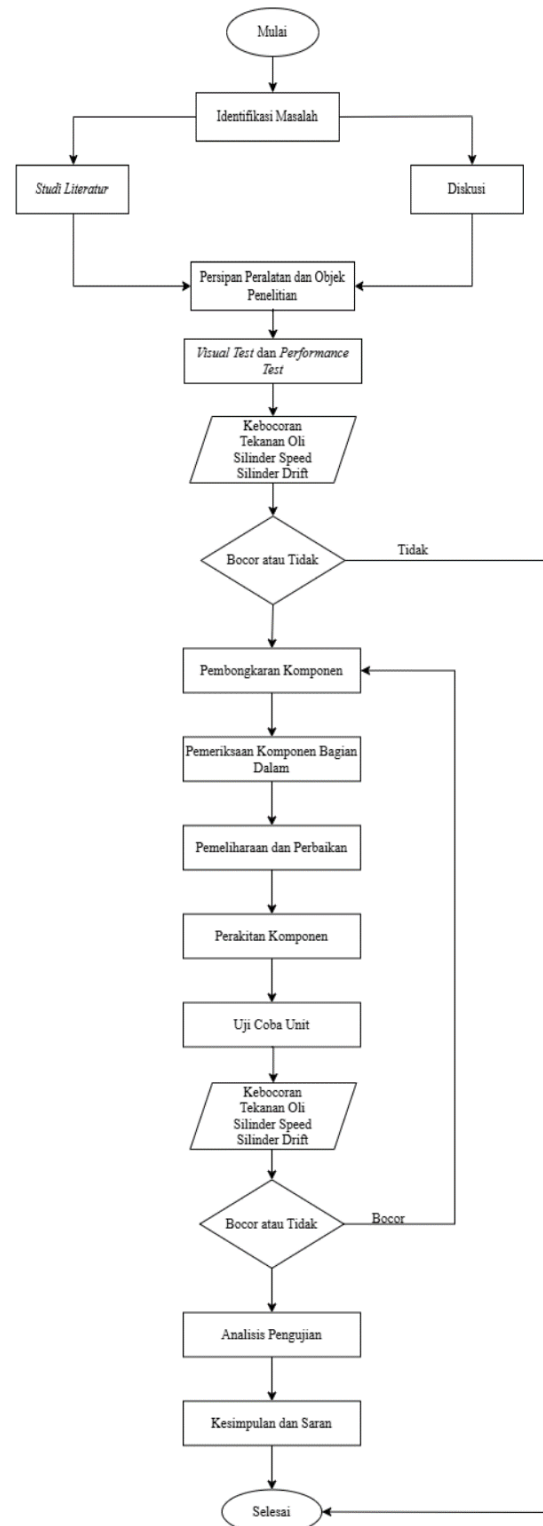 Mulai
Identifikasi Masalah
Studi Literatur
Diskusi
Persipan Peralatan dan Objek
Penelitian
Visual Test dan Performance
Test
Kebocoran
Tekanan Oli
Silinder Speed
Silinder Drift
Bocor atau Tidak
Tidak
Pembongkaran Komponen
Pemeriksaan Komponen Bagian
Dalam
Pemeliharaan dan Perbaikan
Perakitan Komponen
Uji Coba Unit
Kebocoran
Tekanan Oli
Silinder Speed
Silinder Drift
Bocor atau Tidak
Bocor
Analisis Pengujian
Kesimpulan dan Saran
Selesai